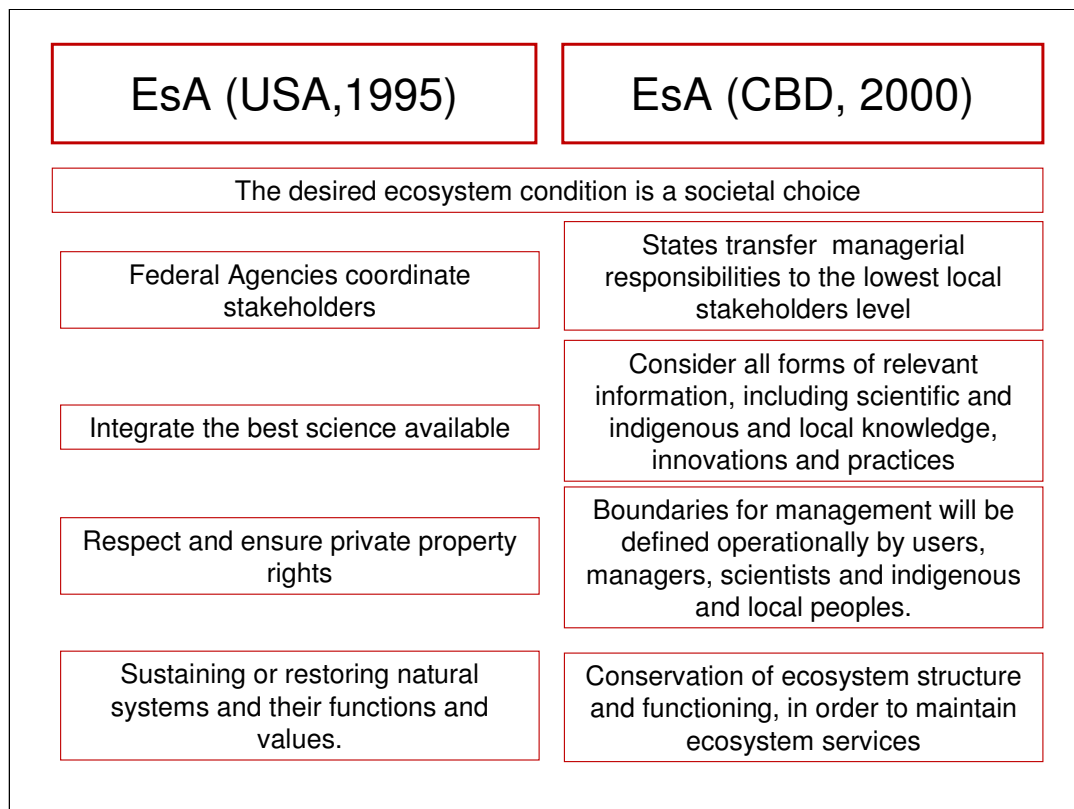 EsA (USA,1995)
EsA (CBD, 2000)
The desired ecosystem condition is a societal choice
Federal Agencies coordinate
stakeholders
States transfer  managerial
responsibilities to the lowest local
stakeholders level
Integrate the best science available
Consider all forms of relevant
information, including scientific and
indigenous and local knowledge,
innovations and practices
Respect and ensure private property
rights
Boundaries for management will be
defined operationally by users,
managers, scientists and indigenous
and local peoples.
Sustaining or restoring natural
systems and their functions and
values.
Conservation of ecosystem structure
and functioning, in order to maintain
ecosystem services